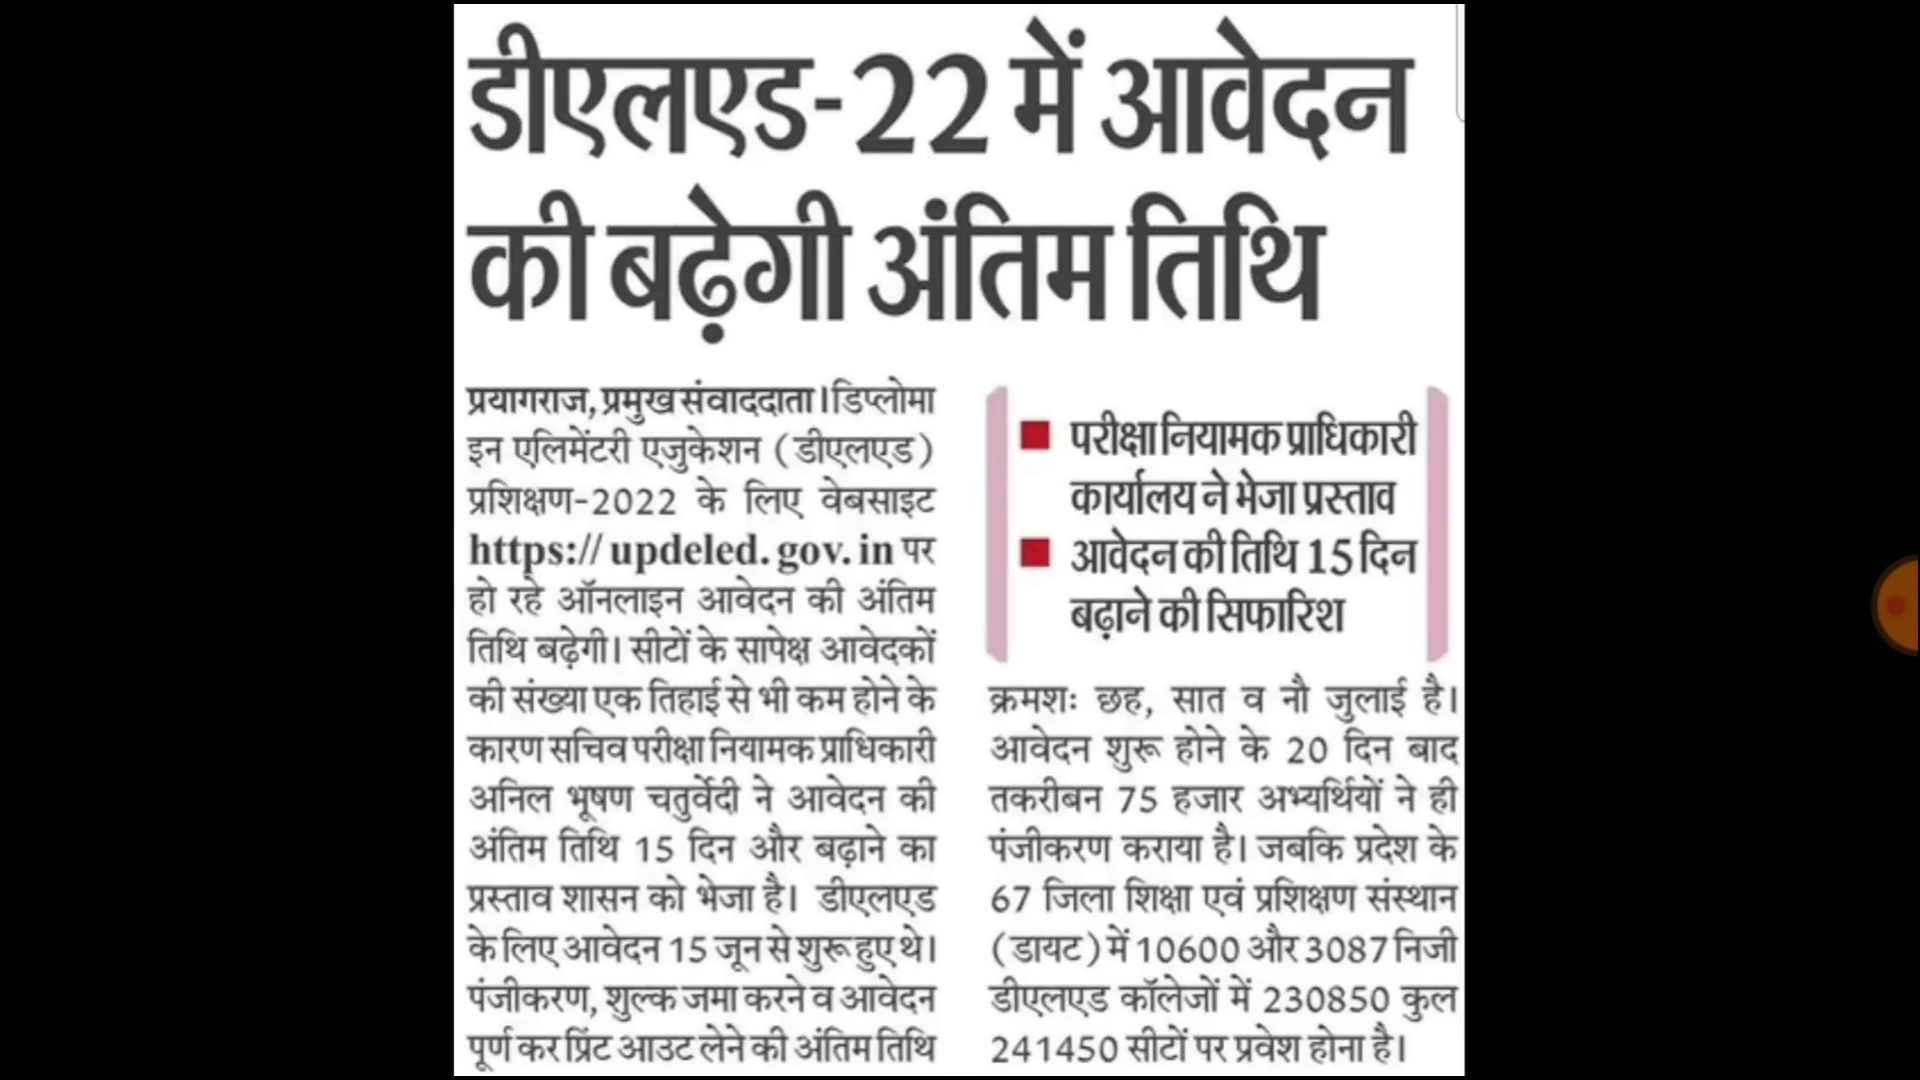 डीएलएड-22 में आवेदन
की बढ़ेगी अंतिम तिथि
प्रयागराज, प्रमुख संवाददाता। डिप्लोमा
इन एलिमेंटरी एजुकेशन (डीएलएड)
प्रशिक्षण-2022 के लिए वेबसाइट
https:// updeled. gov. in पर
हो रहे ऑनलाइन आवेदन की अंतिम
तिथि बढ़ेगी। सीटों के सापेक्ष आवेदकों
की संख्या एक तिहाई से भी कम होने के
कारण सचिव परीक्षा नियामक प्राधिकारी
अनिल भूषण चतुर्वेदी ने आवेदन की
अंतिम तिथि 15 दिन और बढ़ाने का
प्रस्ताव शासन को भेजा है। डीएलएड
के लिए आवेदन 15 जून से शुरू हुए थे।
पंजीकरण, शुल्क जमा करने व आवेदन
पूर्ण कर प्रिंट आउट लेने की अंतिम तिथि
■ परीक्षा नियामक प्राधिकारी
कार्यालय ने भेजा प्रस्ताव
■ आवेदन की तिथि 15 दिन
बढ़ाने की सिफारिश
क्रमशः छह, सात व नौ जुलाई है।
आवेदन शुरू होने के 20 दिन बाद
तकरीबन 75 हजार अभ्यर्थियों ने ही
पंजीकरण कराया है। जबकि प्रदेश के
67 जिला शिक्षा एवं प्रशिक्षण संस्थान
(डायट) में 10600 और 3087 निजी
डीएलएड कॉलेजों में 230850 कुल
241450 सीटों पर प्रवेश होना है।